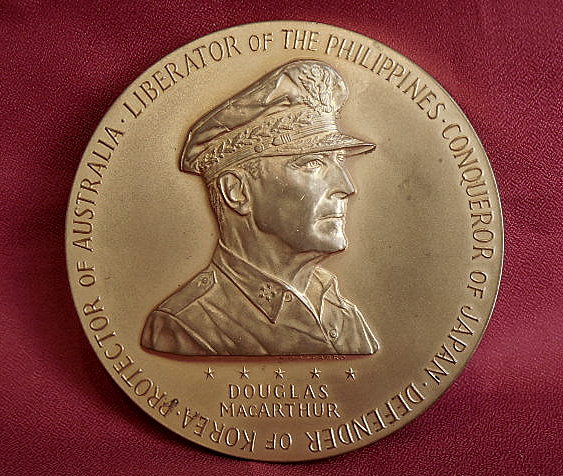 PROTECTOR OF AUSTRALIA · LIBERATOR OF THE PHILIPPINES · CONQUEROR OF JAPAN · DEFENDER OF KOREA ·
DOUGLAS
MACARTHUR